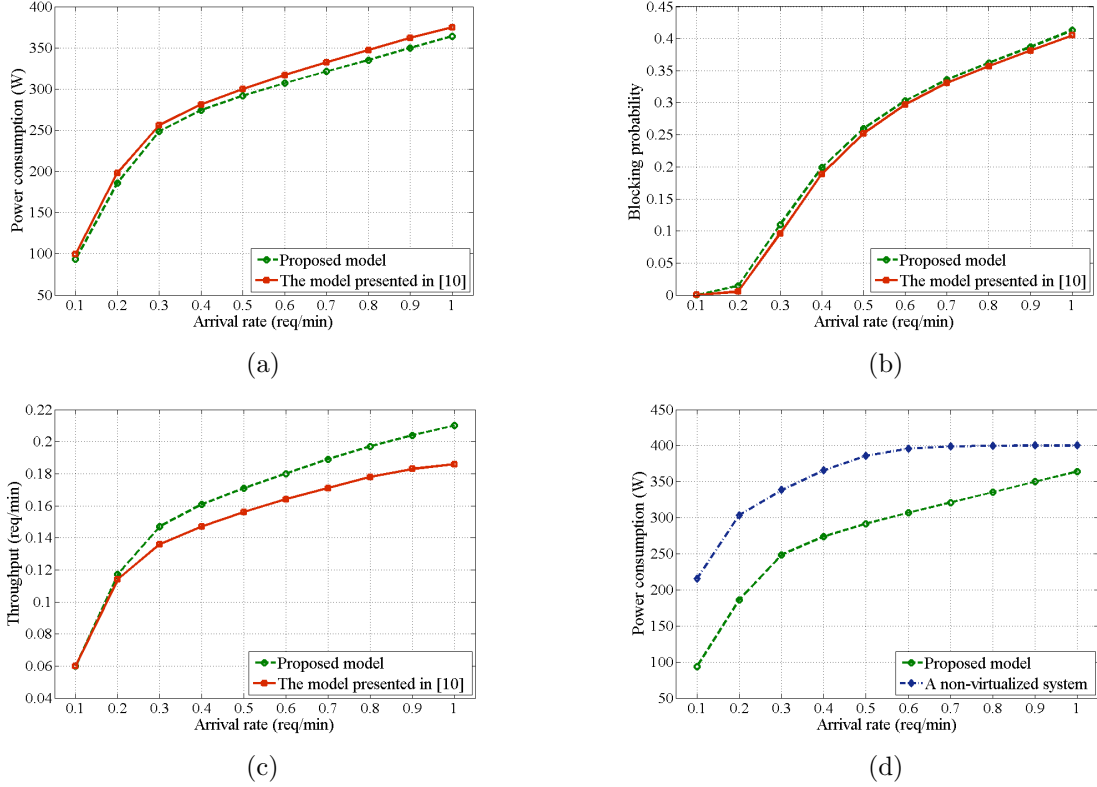 400
350
300
250
200
150
100
50
Power consumption (W)
Proposed model
The model presented in [10]
0.1 0.2 0.3 0.4 0.5 0.6 0.7 0.8 0.9 1
Arrival rate (req/min)
(a)
0.45
0.4
0.35
0.3
0.25
0.2
0.15
0.1
0.05
0
Blocking probability
Proposed model
The model presented in [10]
0.1 0.2 0.3 0.4 0.5 0.6 0.7 0.8 0.9 1
Arrival rate (req/min)
(b)
0.22
0.2
0.18
0.16
0.14
0.12
0.1
0.08
0.06
0.04
Throughput (req/min)
Proposed model
The model presented in [10]
0.1 0.2 0.3 0.4 0.5 0.6 0.7 0.8 0.9 1
Arrival rate (req/min)
(c)
450
400
350
300
250
200
150
100
50
Power consumption (W)
Proposed model
A non-virtualized system
0.1 0.2 0.3 0.4 0.5 0.6 0.7 0.8 0.9 1
Arrival rate (req/min)
(d)